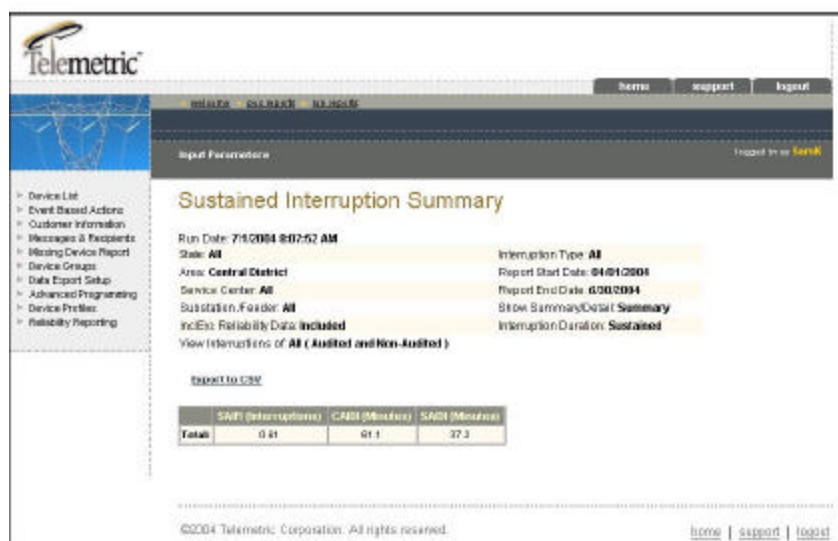 Telemetric
home support logout
Input Parameters
logged in as SamK
Device List
Event Based Actions
Customer Information
Messages & Recipients
Missing Device Report
Device Groups
Data Export Setup
Advanced Programming
Device Profiles
Reliability Reporting
Sustained Interruption Summary
Run Date: 7/1/2004 8:07:52 AM
State: All
Interruption Type: All
Area: Central District
Report Start Date: 04/01/2004
Service Center: All
Report End Date: 6/30/2004
Substation /Feeder: All
Show Summary/Detail: Summary
Incl/Exc Reliability Data: Included
Interruption Duration: Sustained
View Interruptions of: All ( Audited and Non-Audited )
Export to CSV
SAIFI (Interruptions) CAIDI (Minutes) SAIDI (Minutes)
Total: 0.61 61.1 37.3
©2004 Telemetric Corporation. All rights reserved.
home | support | logout